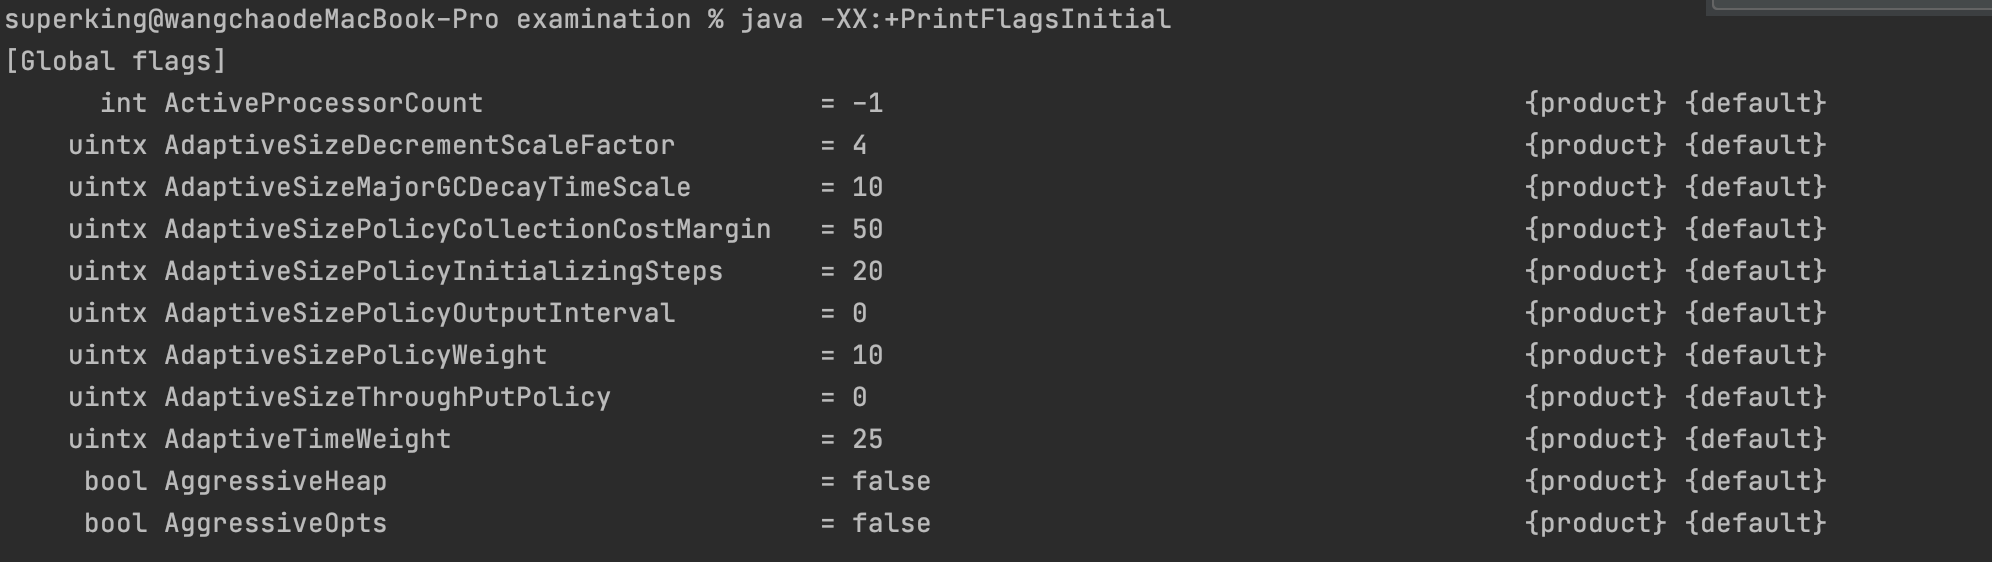 superking@wangchaodeMacBook-Pro examination % java -XX:+PrintFlagsInitial
[Global flags]
int ActiveProcessorCount = -1 {product} {default}
uintx AdaptiveSizeDecrementScaleFactor = 4 {product} {default}
uintx AdaptiveSizeMajorGCDecayTimeScale = 10 {product} {default}
uintx AdaptiveSizePolicyCollectionCostMargin = 50 {product} {default}
uintx AdaptiveSizePolicyInitializingSteps = 20 {product} {default}
uintx AdaptiveSizePolicyOutputInterval = 0 {product} {default}
uintx AdaptiveSizePolicyWeight = 10 {product} {default}
uintx AdaptiveSizeThroughPutPolicy = 0 {product} {default}
uintx AdaptiveTimeWeight = 25 {product} {default}
bool AggressiveHeap = false {product} {default}
bool AggressiveOpts = false {product} {default}